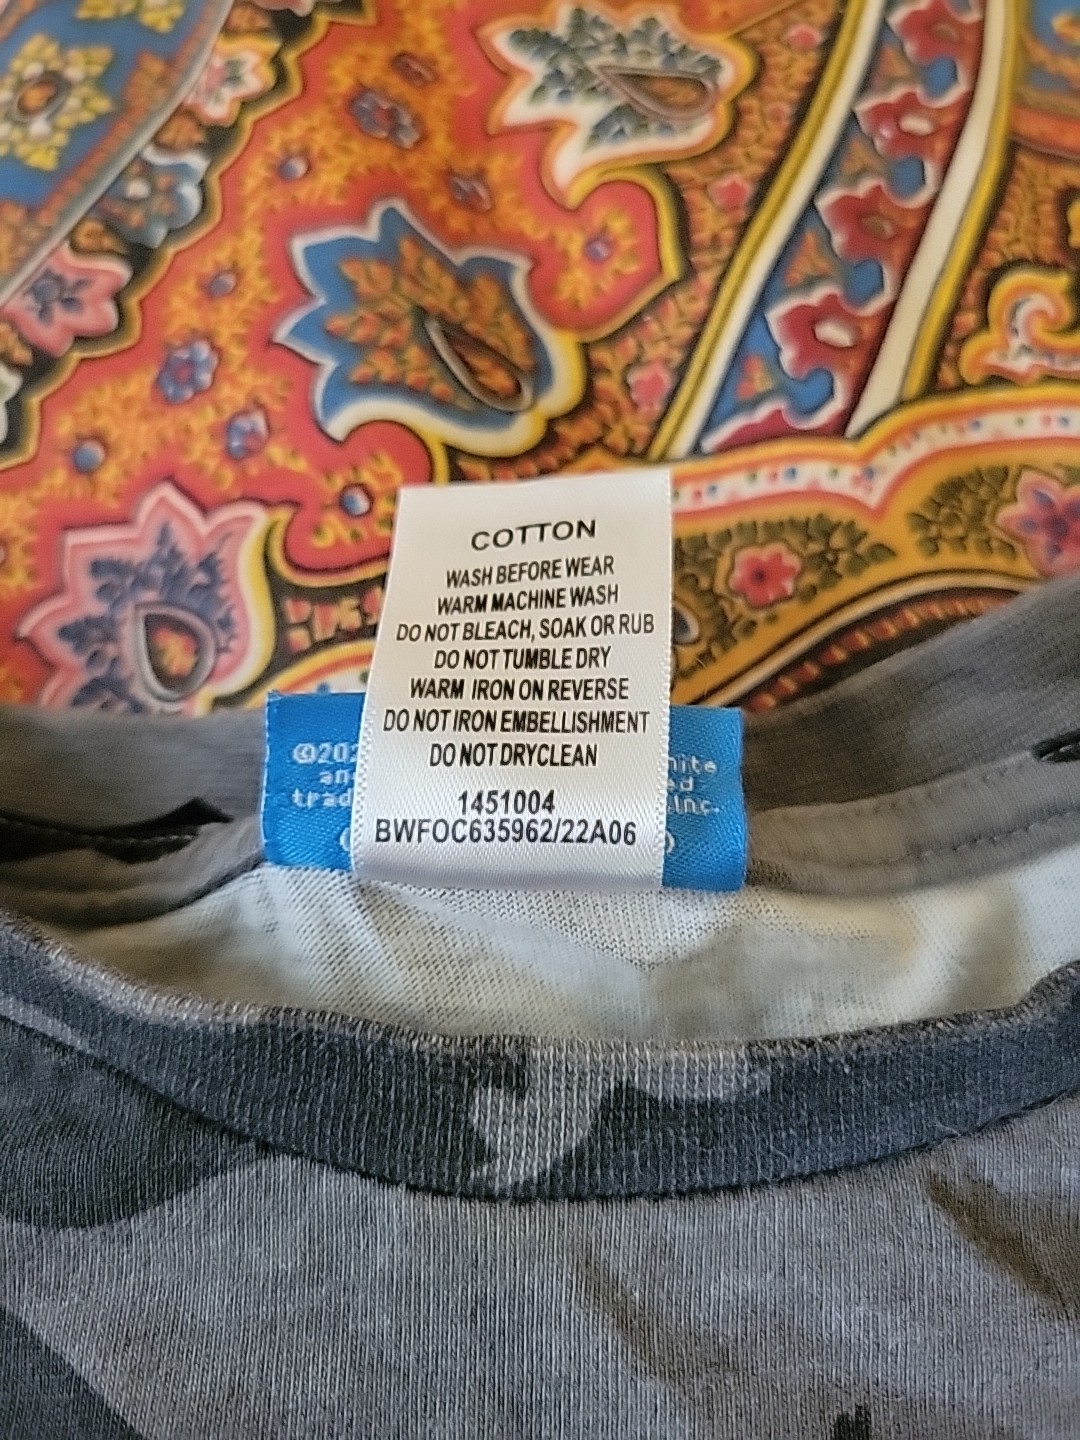 COTTON
WASH BEFORE WEAR
WARM MACHINE WASH
DO NOT BLEACH, SOAK OR RUB
DO NOT TUMBLE DRY
WARM IRON ON REVERSE
DO NOT IRON EMBELLISHMENT
DO NOT DRYCLEAN
1451004
BWFOC635962/22A06
Inc.